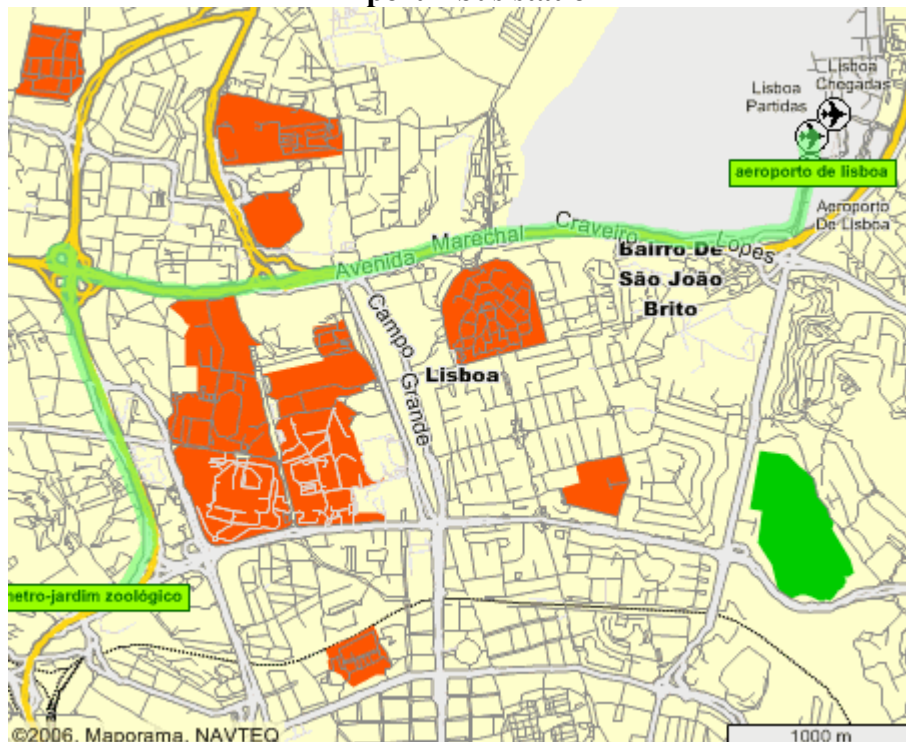 Lisboa
Chegadas
Lisboa
Partidas
aeroporto de lisboa
Aeroporto
De Lisboa
Avenida Marechal Craveiro Lopes
Bairro De
São João
Brito
Campo Grande
Lisboa
metro-jardim zoológico
©2006, Maporama, NAVTEQ
1000 m